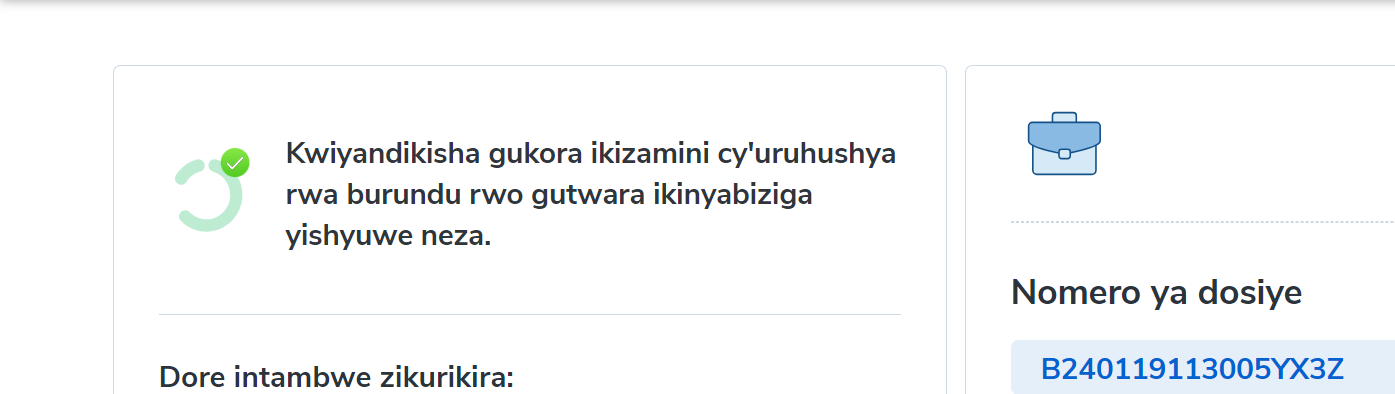 Kwiyandikisha gukora ikizamini cy'uruhushya
rwa burundu rwo gutwara ikinyabiziga
yishyuwe neza.
Dore intambwe zikurikira:
Nomero ya dosiye
B240119113005YX3Z